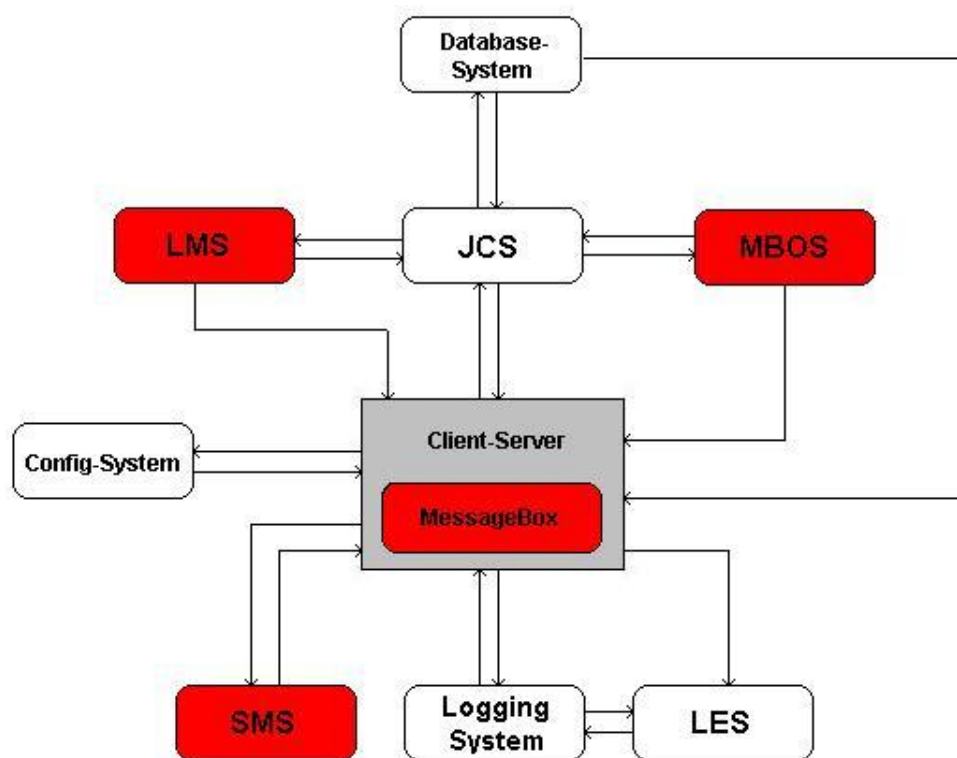 Database-
System
LMS
JCS
MBOS
Client-Server
Config-System
MessageBox
SMS
Logging
System
LES